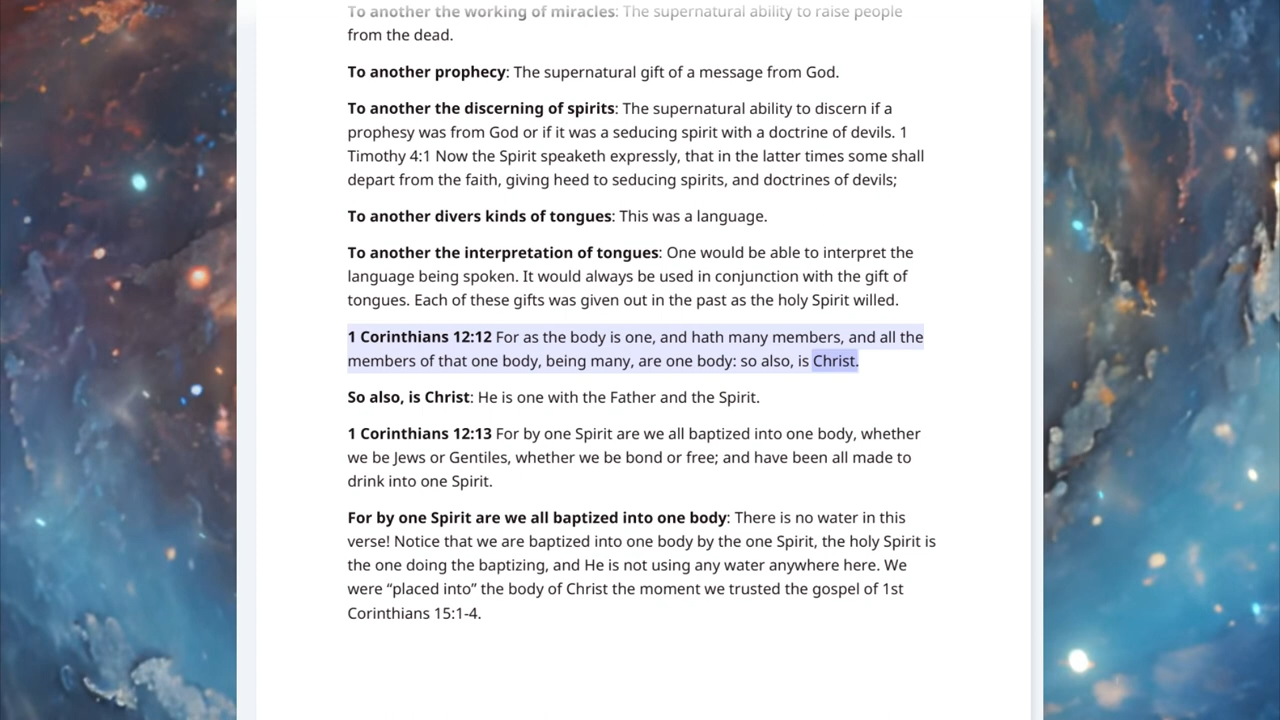 To another the working of miracles: The supernatural ability to raise people
from the dead.
To another prophecy: The supernatural gift of a message from God.
To another the discerning of spirits: The supernatural ability to discern if a
prophesy was from God or if it was a seducing spirit with a doctrine of devils. 1
Timothy 4:1 Now the Spirit speaketh expressly, that in the latter times some shall
depart from the faith, giving heed to seducing spirits, and doctrines of devils;
To another divers kinds of tongues: This was a language.
To another the interpretation of tongues: One would be able to interpret the
language being spoken. It would always be used in conjunction with the gift of
tongues. Each of these gifts was given out in the past as the holy Spirit willed.
1 Corinthians 12:12 For as the body is one, and hath many members, and all the
members of that one body, being many, are one body: so also, is Christ.
So also, is Christ: He is one with the Father and the Spirit.
1 Corinthians 12:13 For by one Spirit are we all baptized into one body, whether
we be Jews or Gentiles, whether we be bond or free; and have been all made to
drink into one Spirit.
For by one Spirit are we all baptized into one body: There is no water in this
verse! Notice that we are baptized into one body by the one Spirit, the holy Spirit is
the one doing the baptizing, and He is not using any water anywhere here. We
were “placed into” the body of Christ the moment we trusted the gospel of 1st
Corinthians 15:1-4.